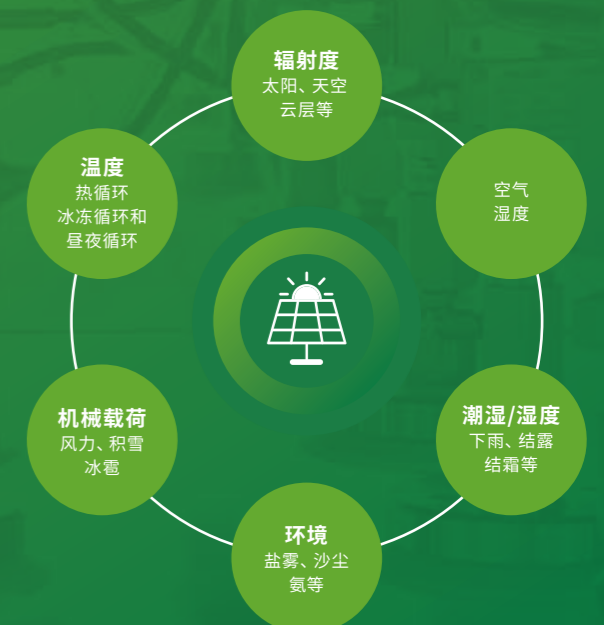 辐射度
太阳、天空
云层等
空气
湿度
潮湿/湿度
下雨、结露
结霜等
环境
盐雾、沙尘
氨等
机械载荷
风力、积雪
冰雹
温度
热循环
冰冻循环和
昼夜循环